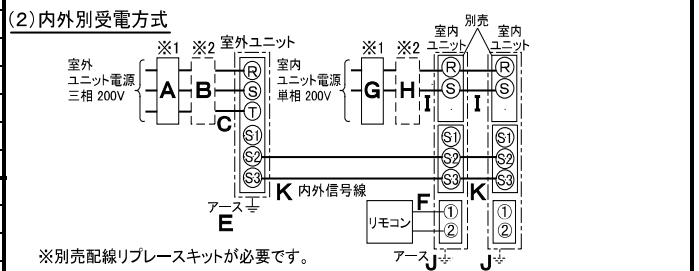 (2)内外別受電方式
※1 ※2 室外ユニット
室外
ユニット電源
三相 200V
A
B
C
R
S
T
S1
S2
S3
アース
E
※1 ※2
室内
ユニット電源
単相 200V
G
H
I
I
室内
ユニット
別売
室内
ユニット
R
S
S1
S2
S3
R
S
S1
S2
S3
K 内外信号線
K
F
リモコン
①
②
①
②
アース
J
J
※別売配線リプレースキットが必要です。